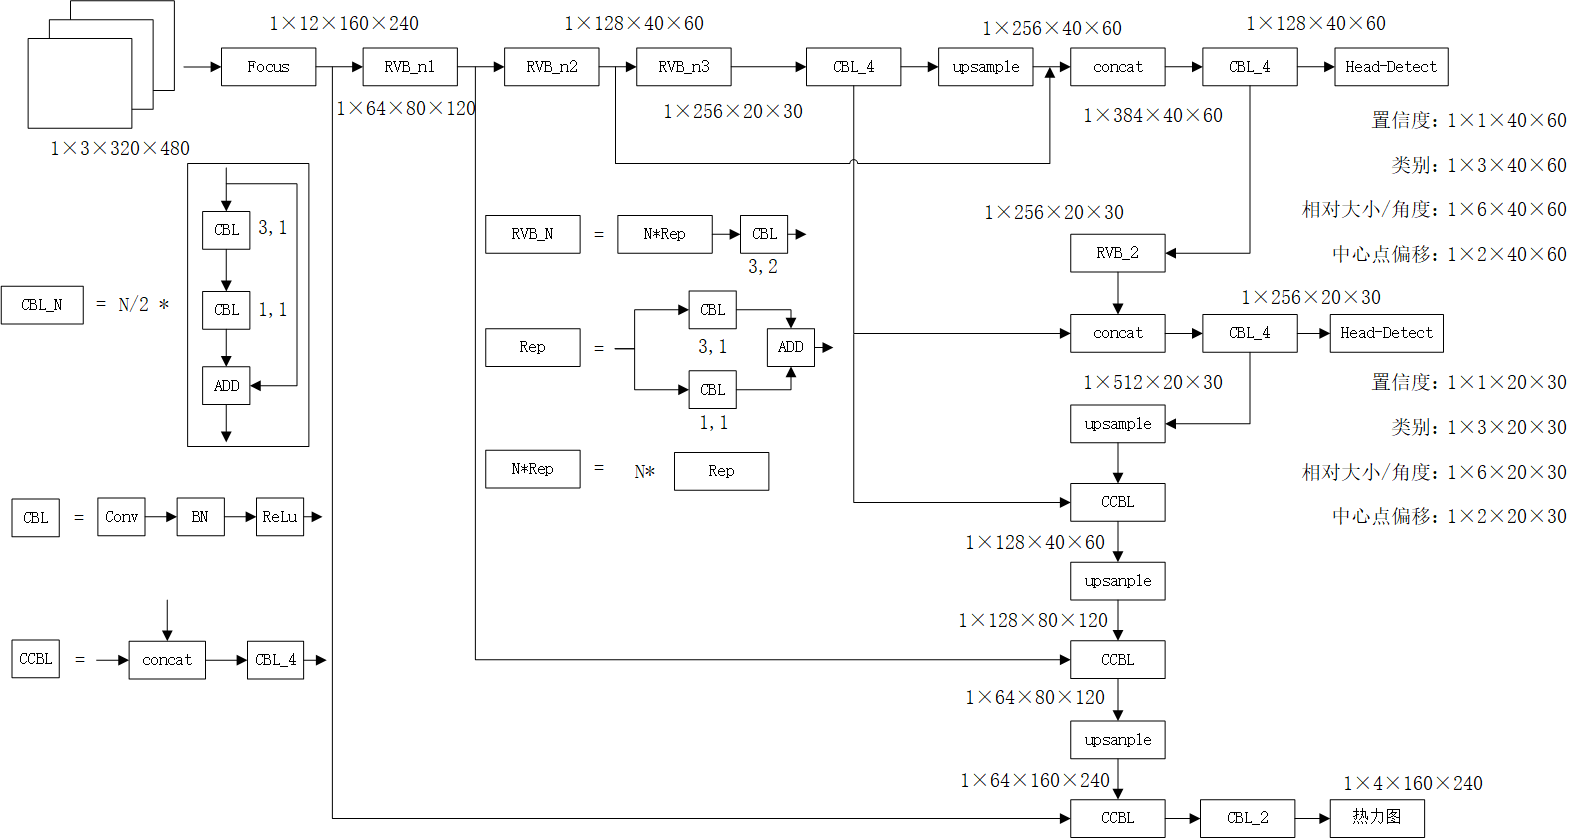 1×12×160×240
1×128×40×60
1×256×40×60
1×128×40×60
Focus
RVB_n1
RVB_n2
RVB_n3
CBL_4
upsample
concat
CBL_4
Head-Detect
1×64×80×120
1×256×20×30
1×384×40×60
置信度：1×1×40×60
1×3×320×480
类别：1×3×40×60
相对大小/角度：1×6×40×60
中心点偏移：1×2×40×60
1×256×20×30
RVB_2
CBL
3,1
RVB_N
=
N*Rep
CBL
3,2
CBL_N
= N/2 *
CBL
1,1
ADD
Rep
=
CBL
3,1
ADD
CBL
1,1
1×256×20×30
concat
CBL_4
Head-Detect
1×512×20×30
置信度：1×1×20×30
类别：1×3×20×30
相对大小/角度：1×6×20×30
中心点偏移：1×2×20×30
upsample
N*Rep
=
N*
Rep
CBL
=
Conv
BN
ReLu
CCBL
1×128×40×60
upsanple
1×128×80×120
CCBL
=
concat
CBL_4
CCBL
1×64×80×120
upsanple
1×64×160×240
1×4×160×240
CCBL
CBL_2
热力图